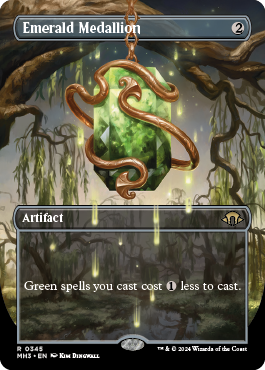 Emerald Medallion 2
Artifact
Green spells you cast cost 1 less to cast.
R 0345
MH3 • EN Kim Dingwall
™ & © 2024 Wizards of the Coast